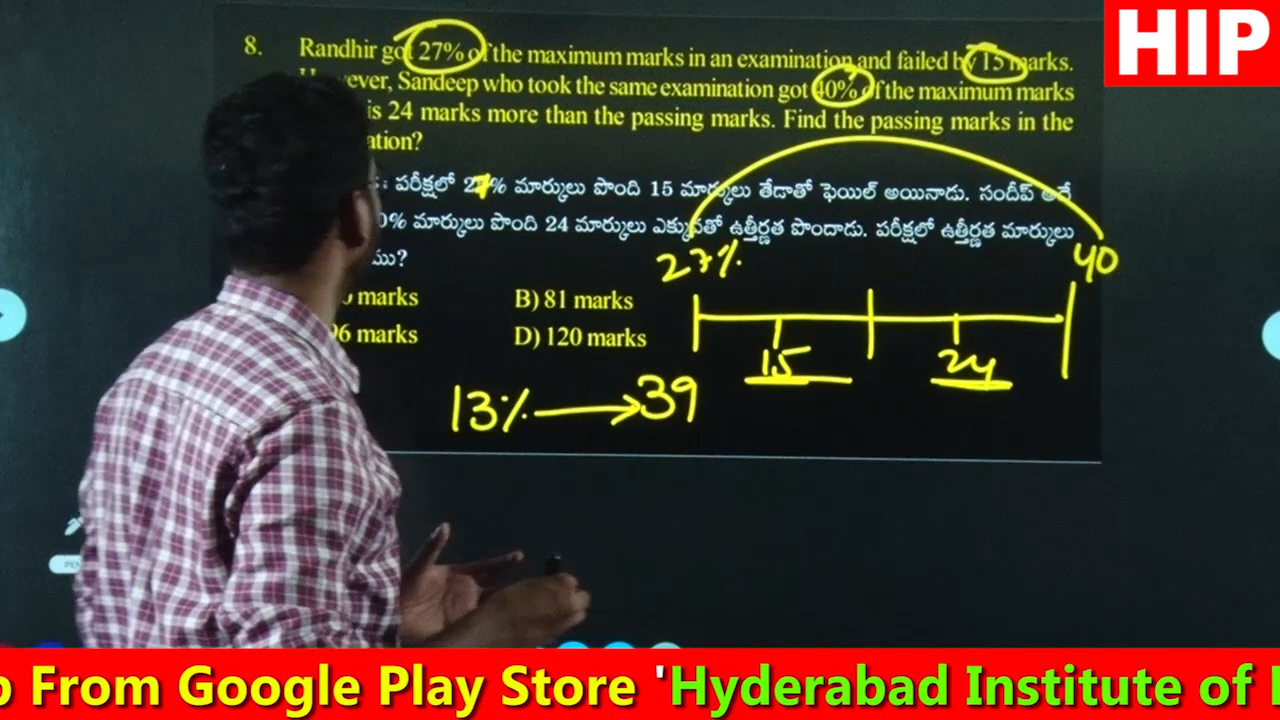 HIP
8. Randhir got 27% of the maximum marks in an examination and failed by 15 marks.
However, Sandeep who took the same examination got 40% of the maximum marks
is 24 marks more than the passing marks. Find the passing marks in the
ation?
పరీక్షలో 27% మార్కులు పొంది 15 మార్కులు తేడాతో ఫెయిల్ అయినాడు. సందీప్ అనే
0% మార్కులు పొంది 24 మార్కులు ఎక్కువతో ఉత్తీర్ణత పొందాడు. పరీక్షలో ఉత్తీర్ణత మార్కులు
ము?
27% 40
marks B) 81 marks
96 marks D) 120 marks
15 24
13% → 39
PEN
p From Google Play Store 'Hyderabad Institute of